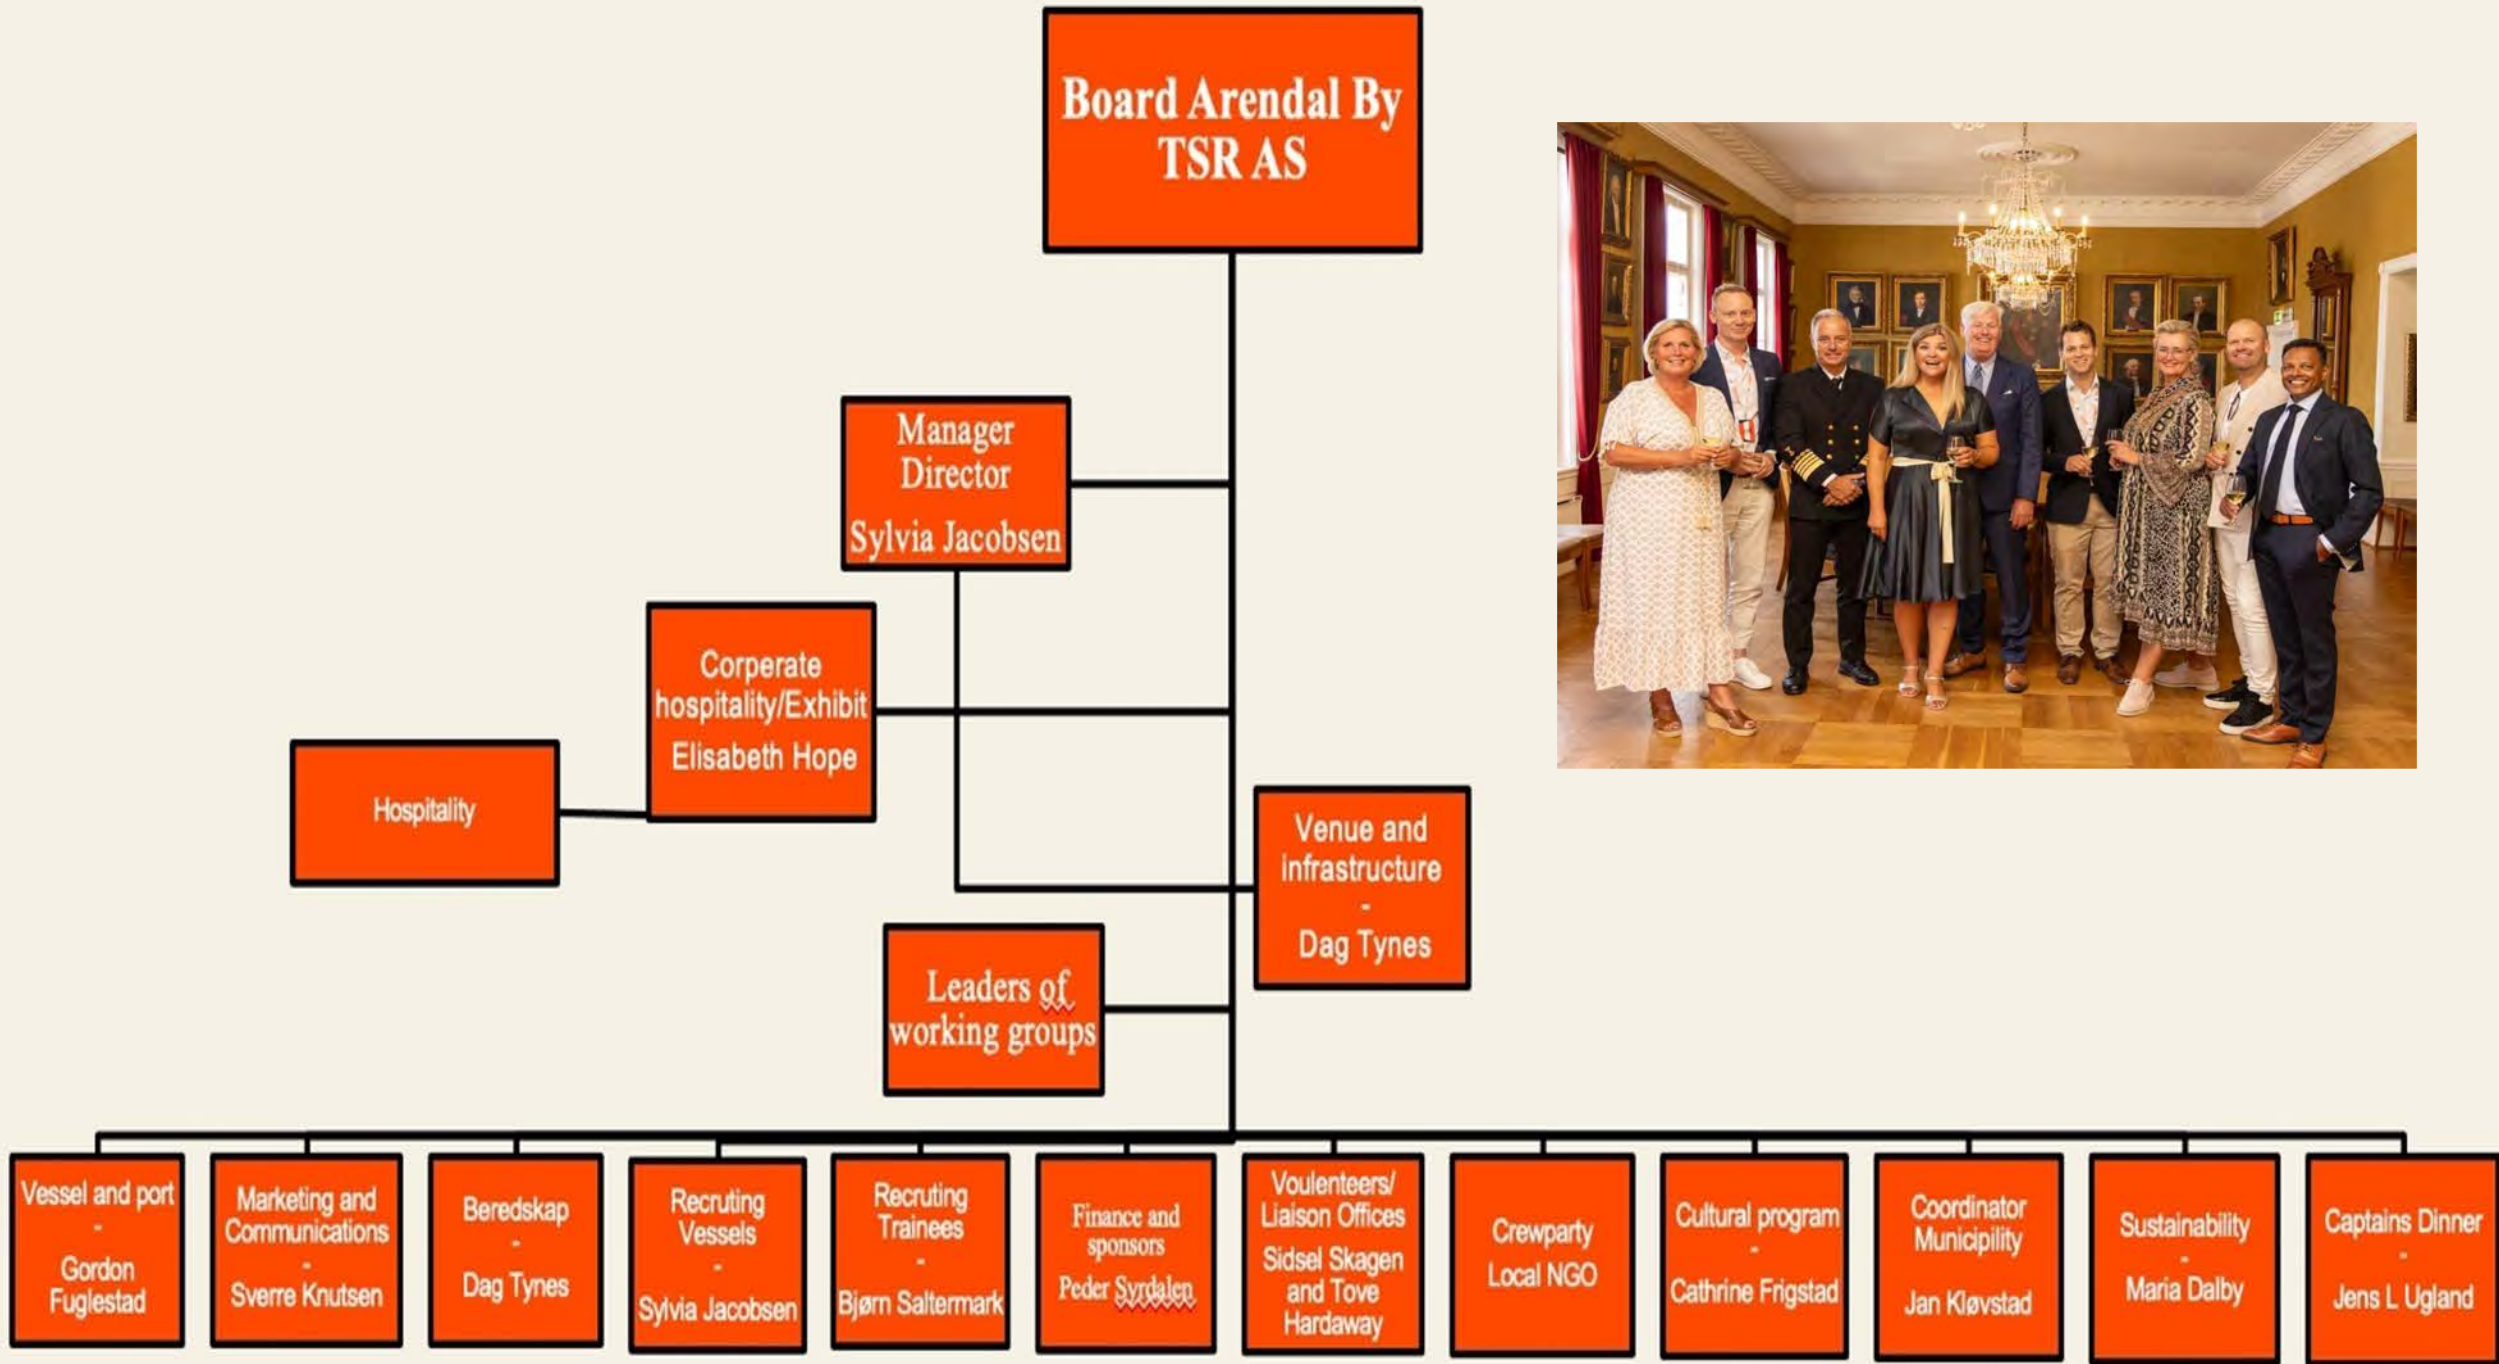 Board Arendal By
TSR AS
Manager
Director
Sylvia Jacobsen
Corperate
hospitality/Exhibit
Elisabeth Hope
Hospitality
Venue and
infrastructure
-
Dag Tynes
Leaders of
working groups
Vessel and port
-
Gordon
Fuglestad
Marketing and
Communications
-
Sverre Knutsen
Beredskap
-
Dag Tynes
Recruting
Vessels
-
Sylvia Jacobsen
Recruting
Trainees
-
Bjørn Saltermark
Finance and
sponsors
Peder Syrdalen
Voulenteers/
Liaison Offices
Sidsel Skagen
and Tove
Hardaway
Crewparty
Local NGO
Cultural program
-
Cathrine Frigstad
Coordinator
Municipility
Jan Kløvstad
Sustainability
-
Maria Dalby
Captains Dinner
-
Jens L Ugland